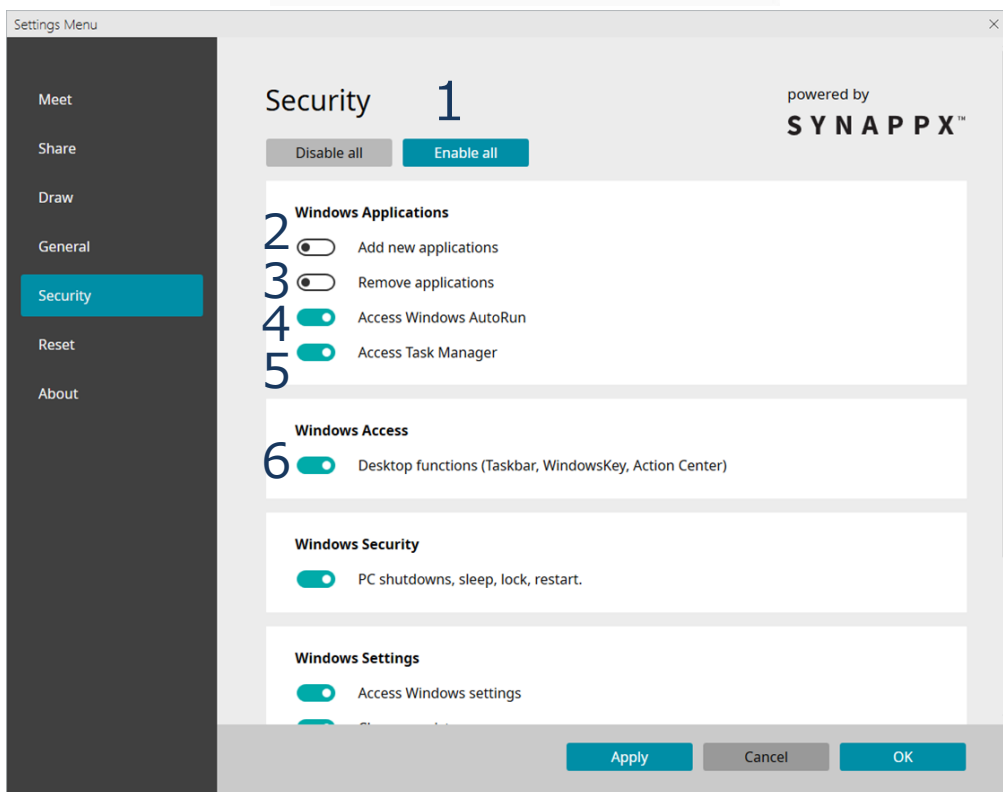 Settings Menu
Meet
Share
Draw
General
Security
Reset
About
Security
1
powered by
SYNAPPX™
Disable all
Enable all
Windows Applications
2
Add new applications
3
Remove applications
4
Access Windows AutoRun
5
Access Task Manager
Windows Access
6
Desktop functions (Taskbar, WindowsKey, Action Center)
Windows Security
PC shutdowns, sleep, lock, restart.
Windows Settings
Access Windows settings
Apply
Cancel
OK